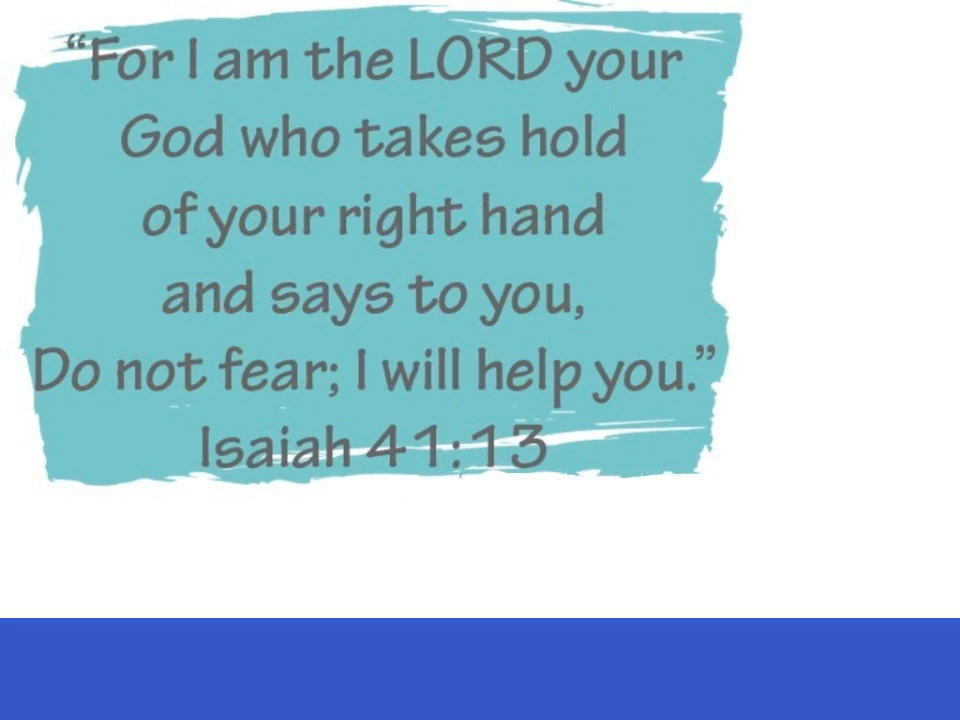 “For I am the LORD your
God who takes hold
of your right hand
and says to you,
Do not fear; I will help you.”
Isaiah 41:13